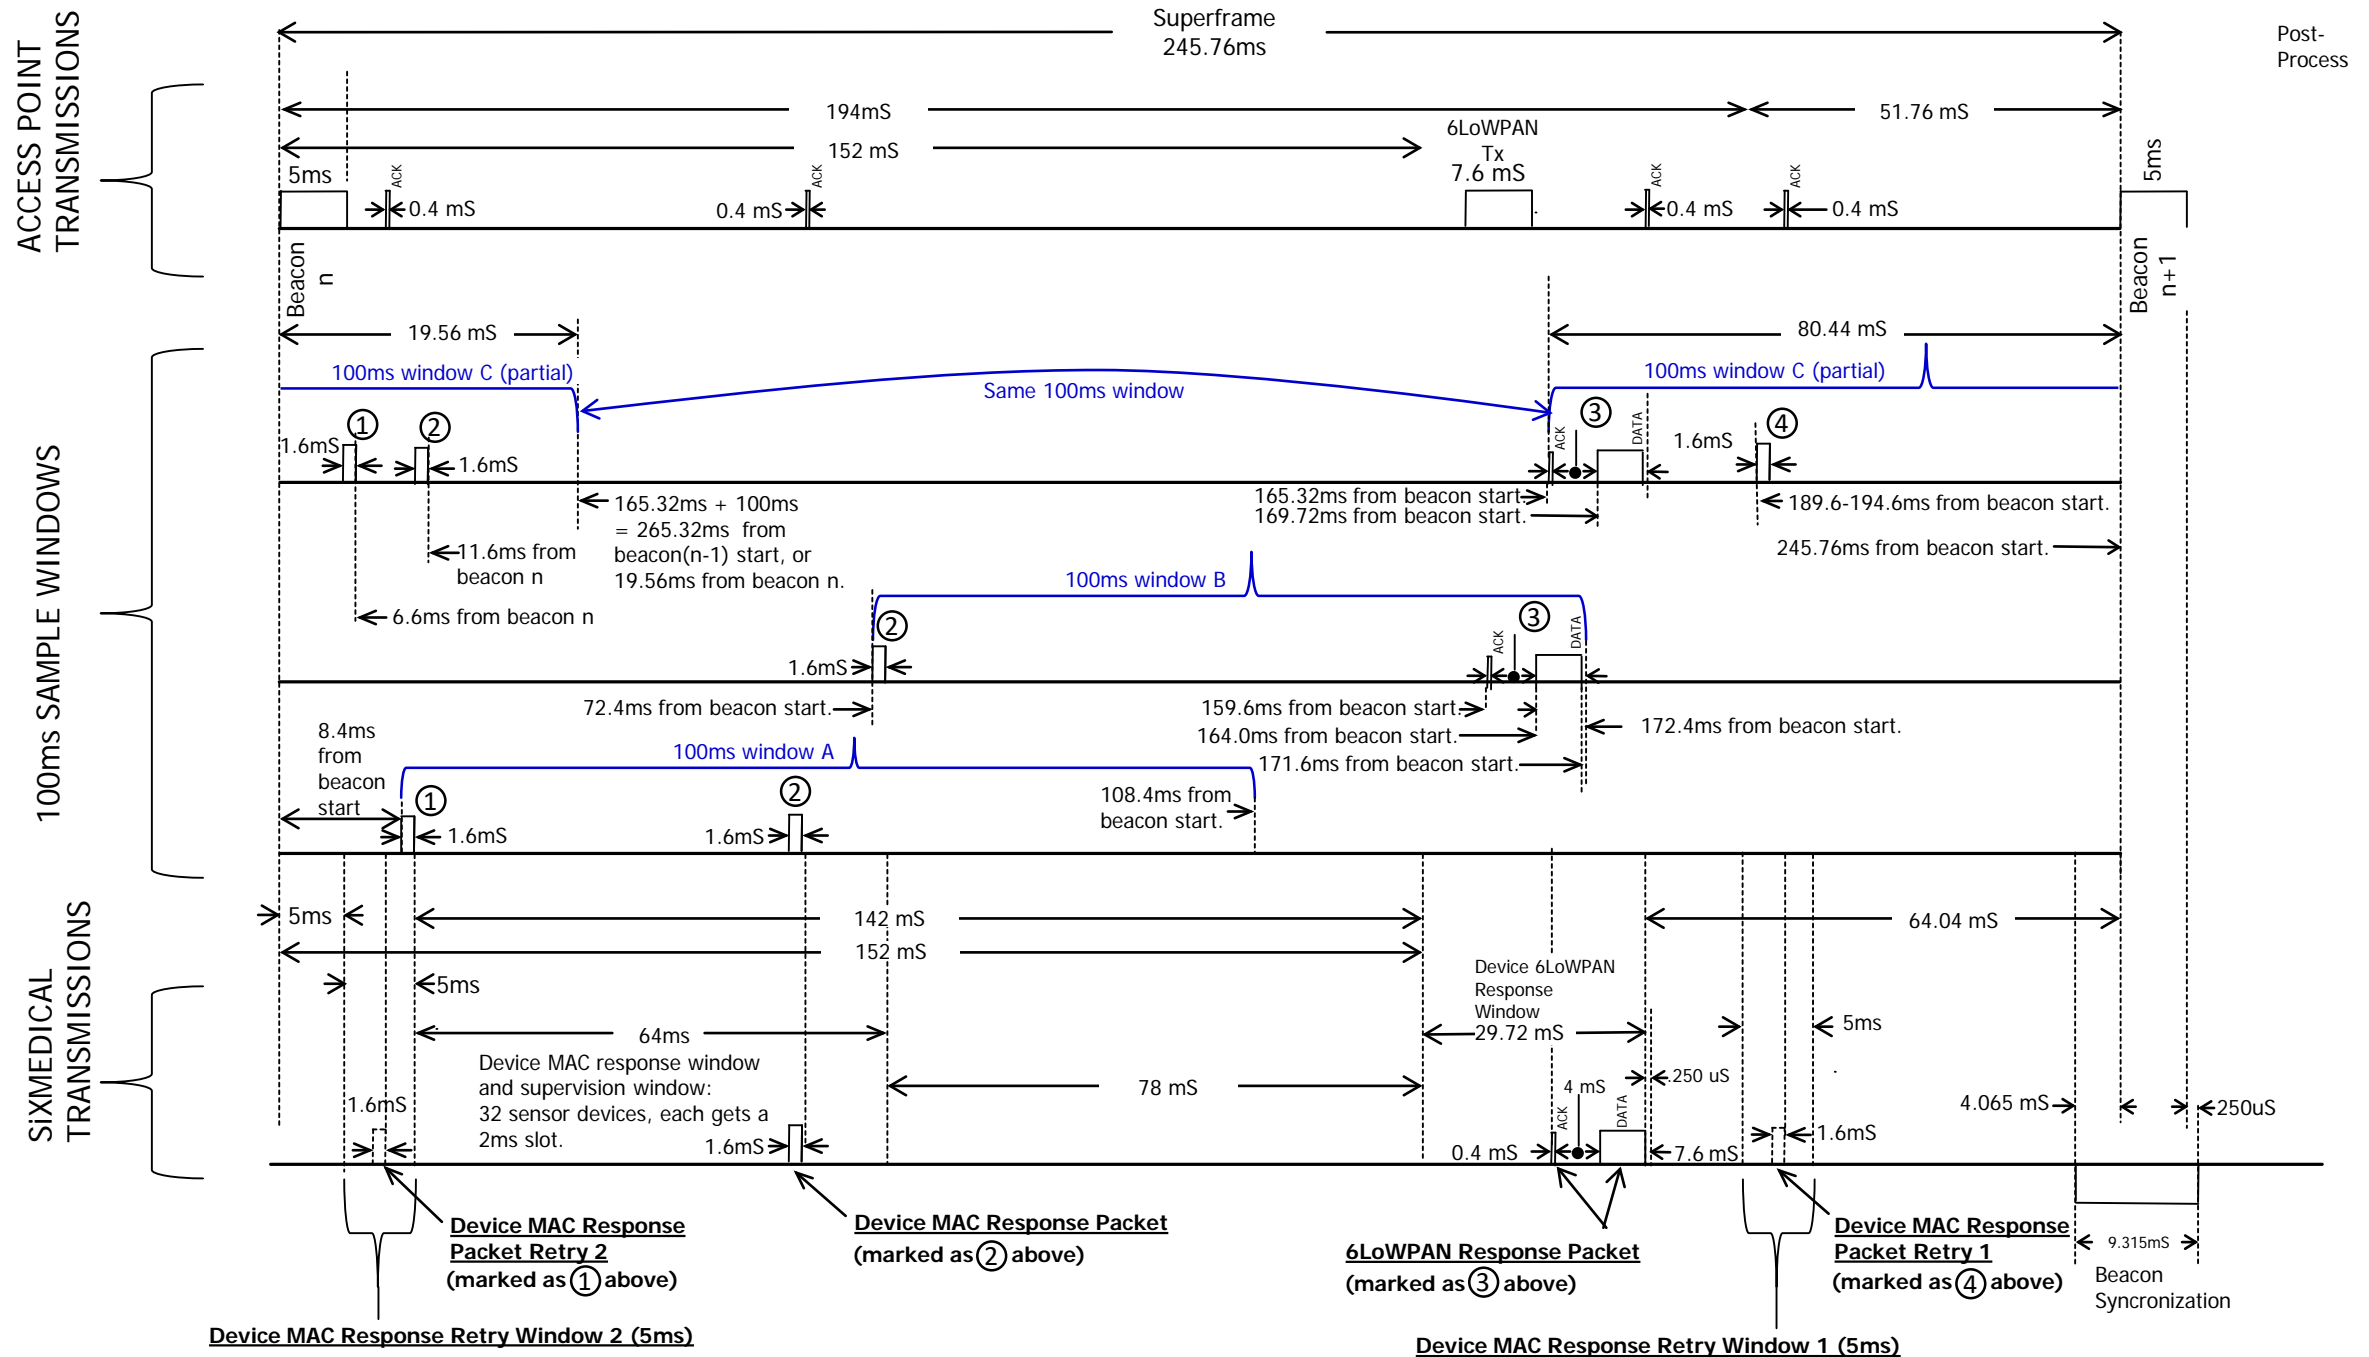 Superframe
245.76ms
Post-
Process
ACCESS POINT
TRANSMISSIONS
194mS
51.76 mS
152 mS
6LoWPAN
Tx
7.6 mS
5ms
ACK
0.4 mS
0.4 mS
ACK
ACK
0.4 mS
ACK
0.4 mS
5ms
Beacon
n
Beacon
n+1
100ms SAMPLE WINDOWS
19.56 mS
80.44 mS
100ms window C (partial)
Same 100ms window
100ms window C (partial)
1
2
3
4
1.6mS
1.6mS
ACK
DATA
1.6mS
165.32ms + 100ms
= 265.32ms from
beacon(n-1) start, or
19.56ms from beacon n.
165.32ms from beacon start.
169.72ms from beacon start.
189.6-194.6ms from beacon start.
245.76ms from beacon start.
11.6ms from
beacon n
6.6ms from beacon n
100ms window B
2
3
1.6mS
ACK
DATA
72.4ms from beacon start.
159.6ms from beacon start.
164.0ms from beacon start.
171.6ms from beacon start.
172.4ms from beacon start.
8.4ms
from
beacon
start
100ms window A
1
2
1.6mS
1.6mS
108.4ms from
beacon start.
SiXMEDICAL
TRANSMISSIONS
5ms
142 mS
64.04 mS
152 mS
5ms
Device 6LoWPAN
Response
Window
29.72 mS
5ms
64ms
Device MAC response window
and supervision window:
32 sensor devices, each gets a
2ms slot.
78 mS
.250 uS
4 mS
1.6mS
1.6mS
ACK
DATA
0.4 mS
7.6 mS
1.6mS
4.065 mS
250uS
Device MAC Response
Packet Retry 2
(marked as 1 above)
Device MAC Response Packet
(marked as 2 above)
6LoWPAN Response Packet
(marked as 3 above)
Device MAC Response
Packet Retry 1
(marked as 4 above)
9.315mS
Beacon
Syncronization
Device MAC Response Retry Window 2 (5ms)
Device MAC Response Retry Window 1 (5ms)